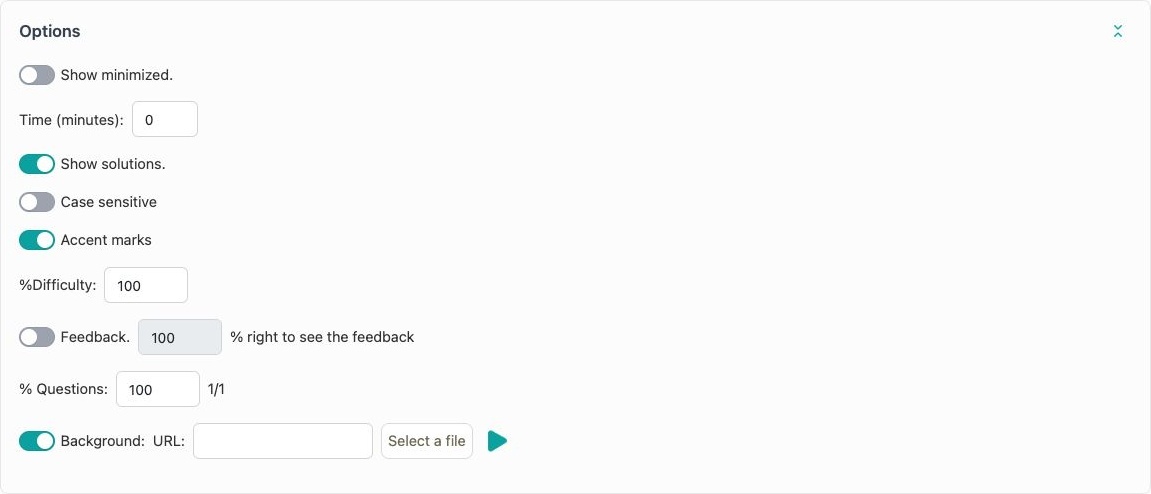 Options
Show minimized.
Time (minutes): 0
Show solutions.
Case sensitive
Accent marks
%Difficulty: 100
Feedback. 100 % right to see the feedback
% Questions: 100 1/1
Background: URL: Select a file